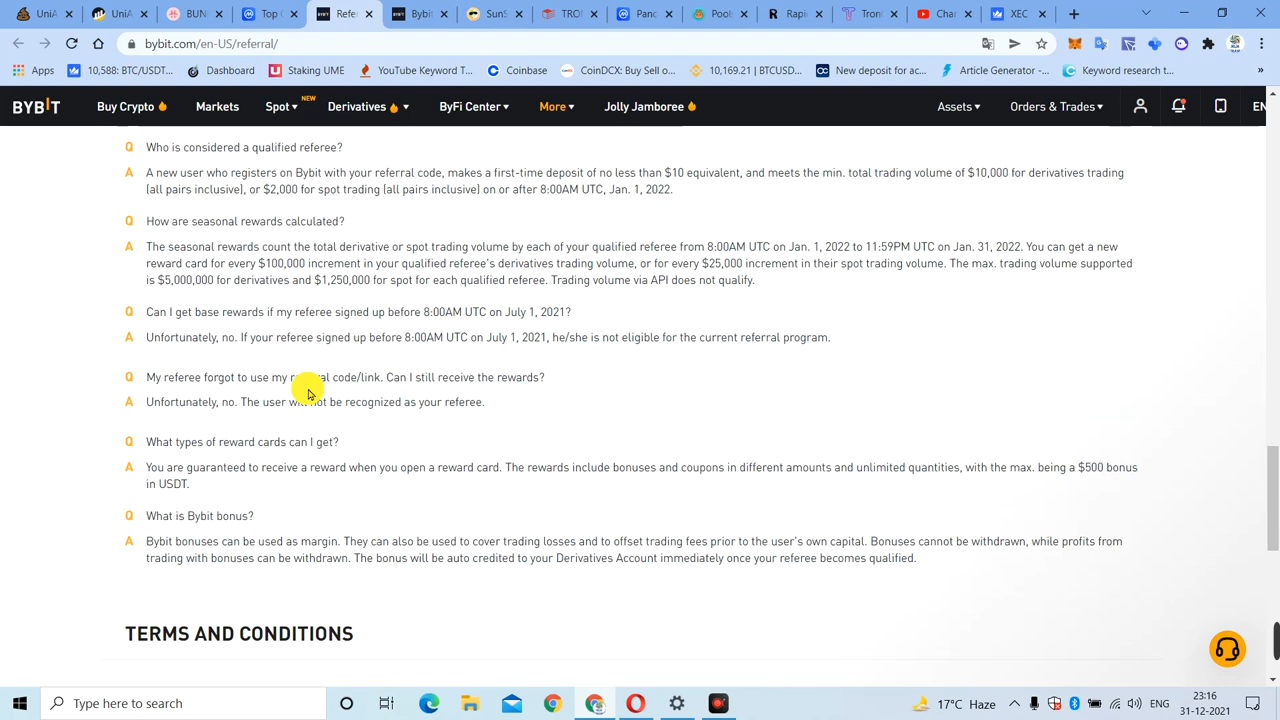 UniA
UniA
BUNI
Top C
Refe
Bybit
SunS
TRON
Panc
Pools
Rapi
Tron
Chan
XEC
bybit.com/en-US/referral/
Apps
10,588: BTC/USDT...
Dashboard
Staking UME
YouTube Keyword T...
Coinbase
CoinDCX: Buy Sell o...
10,169.21 | BTCUSD...
New deposit for ac...
Article Generator -...
Keyword research t...
BYBIT
Buy Crypto
Markets
Spot
NEW
Derivatives
ByFi Center
More
Jolly Jamboree
Assets
Orders & Trades
EN
Q Who is considered a qualified referee?
A A new user who registers on Bybit with your referral code, makes a first-time deposit of no less than $10 equivalent, and meets the min. total trading volume of $10,000 for derivatives trading
(all pairs inclusive), or $2,000 for spot trading (all pairs inclusive) on or after 8:00AM UTC, Jan. 1, 2022.
Q How are seasonal rewards calculated?
A The seasonal rewards count the total derivative or spot trading volume by each of your qualified referee from 8:00AM UTC on Jan. 1, 2022 to 11:59PM UTC on Jan. 31, 2022. You can get a new
reward card for every $100,000 increment in your qualified referee's derivatives trading volume, or for every $25,000 increment in their spot trading volume. The max. trading volume supported
is $5,000,000 for derivatives and $1,250,000 for spot for each qualified referee. Trading volume via API does not qualify.
Q Can I get base rewards if my referee signed up before 8:00AM UTC on July 1, 2021?
A Unfortunately, no. If your referee signed up before 8:00AM UTC on July 1, 2021, he/she is not eligible for the current referral program.
Q My referee forgot to use my referral code/link. Can I still receive the rewards?
A Unfortunately, no. The user will not be recognized as your referee.
Q What types of reward cards can I get?
A You are guaranteed to receive a reward when you open a reward card. The rewards include bonuses and coupons in different amounts and unlimited quantities, with the max. being a $500 bonus
in USDT.
Q What is Bybit bonus?
A Bybit bonuses can be used as margin. They can also be used to cover trading losses and to offset trading fees prior to the user's own capital. Bonuses cannot be withdrawn, while profits from
trading with bonuses can be withdrawn. The bonus will be auto credited to your Derivatives Account immediately once your referee becomes qualified.
TERMS AND CONDITIONS
Type here to search
17°C Haze
ENG
23:16
31-12-2021